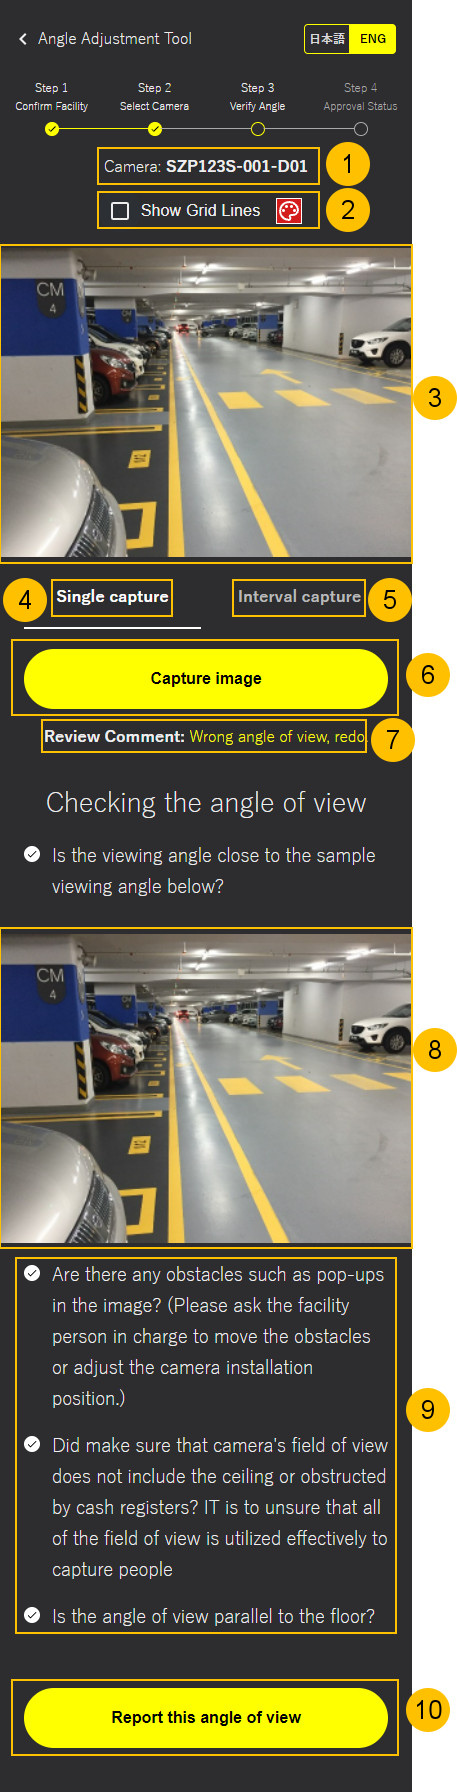 Angle Adjustment Tool
日本語 ENG
Step 1 Step 2 Step 3 Step 4
Confirm Facility Select Camera Verify Angle Approval Status
Camera: SZP123S-001-D01
1
Show Grid Lines
2
CM
4
3
4
Single capture
Interval capture
5
Capture image
6
Review Comment: Wrong angle of view, redo.
7
Checking the angle of view
Is the viewing angle close to the sample
viewing angle below?
CM
4
8
Are there any obstacles such as pop-ups
in the image? (Please ask the facility
person in charge to move the obstacles
or adjust the camera installation
position.)
9
Did make sure that camera's field of view
does not include the ceiling or obstructed
by cash registers? IT is to unsure that all
of the field of view is utilized effectively to
capture people
Is the angle of view parallel to the floor?
Report this angle of view
10